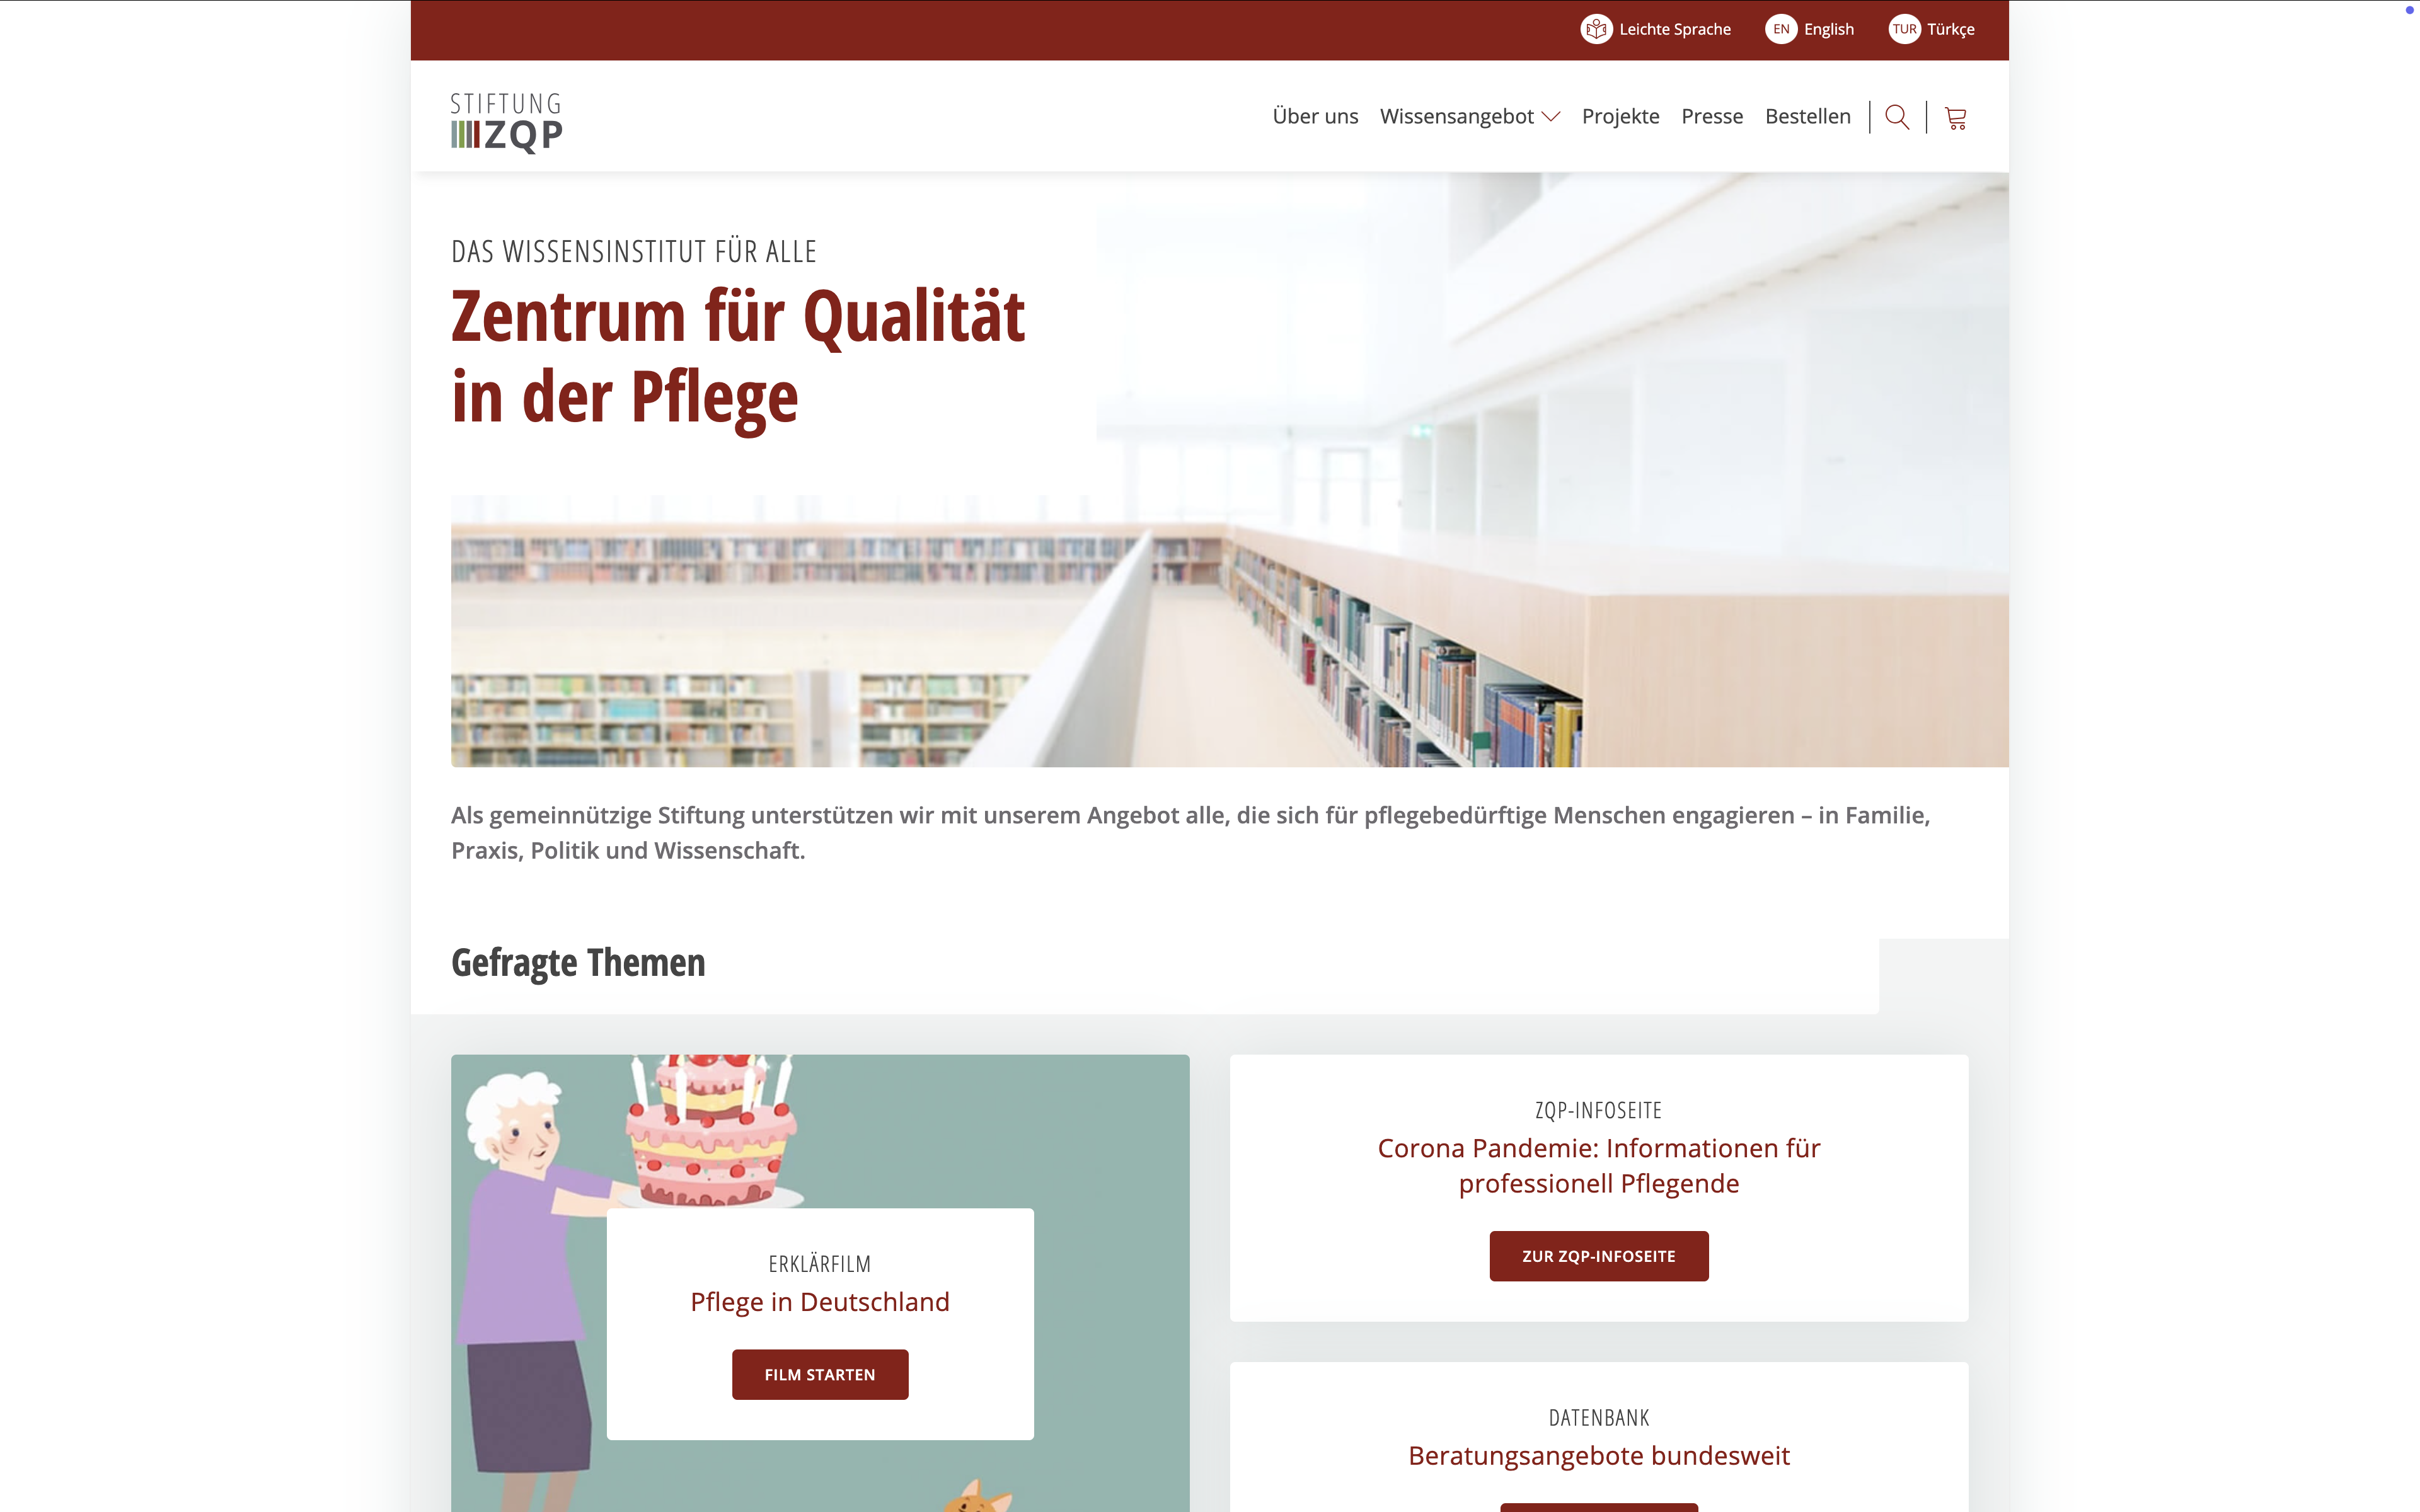 Leichte Sprache
EN English
TUR Türkçe
STIFTUNG
ZQP
Über uns
Wissensangebot
Projekte
Presse
Bestellen
DAS WISSENSINSTITUT FÜR ALLE
Zentrum für Qualität
in der Pflege
Als gemeinnützige Stiftung unterstützen wir mit unserem Angebot alle, die sich für pflegebedürftige Menschen engagieren – in Familie,
Praxis, Politik und Wissenschaft.
Gefragte Themen
ERKLÄRFILM
Pflege in Deutschland
FILM STARTEN
ZQP-INFOSEITE
Corona Pandemie: Informationen für
professionell Pflegende
ZUR ZQP-INFOSEITE
DATENBANK
Beratungsangebote bundesweit